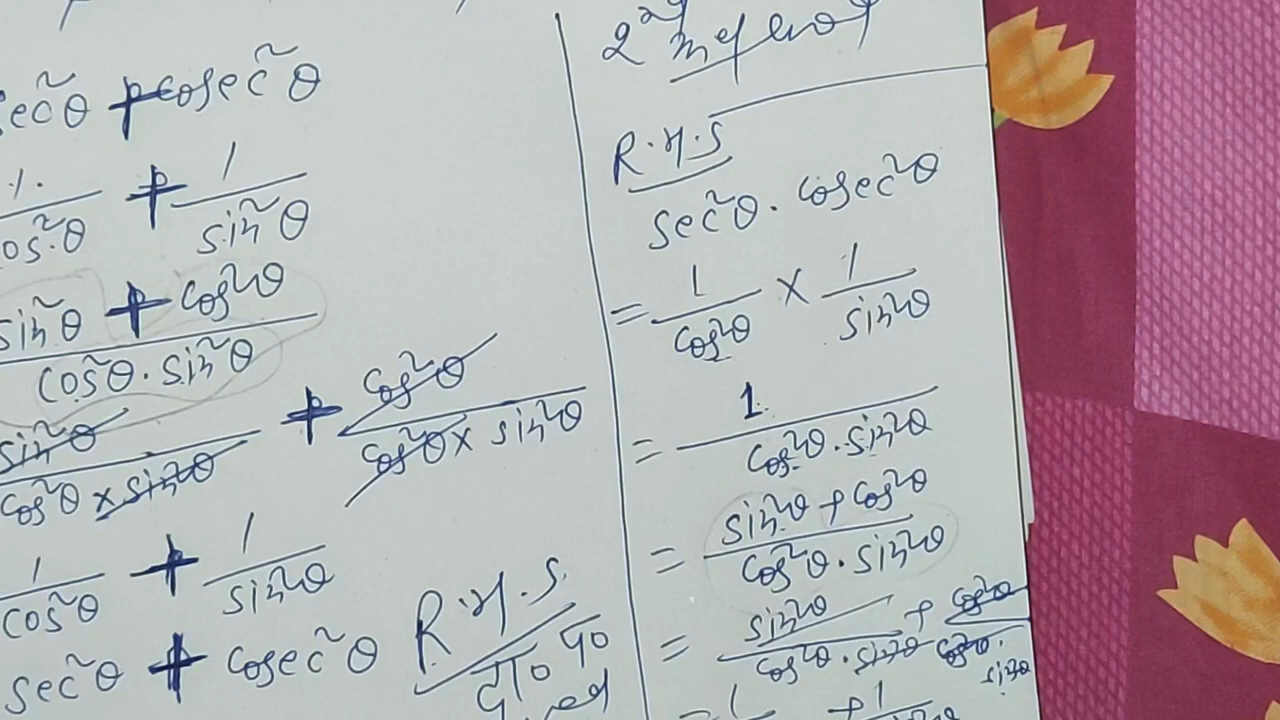 sec²θ + cosec²θ
1/cos²θ + 1/sin²θ
sin²θ + cos²θ / cos²θ · sin²θ
sin²θ / cos²θ × sin²θ + cos²θ / cos²θ × sin²θ
1/cos²θ + 1/sin²θ
sec²θ + cosec²θ
R.H.S.
R.H.S
sec²θ · cosec²θ
= 1/cos²θ × 1/sin²θ
= 1/cos²θ · sin²θ
= sin²θ + cos²θ / cos²θ · sin²θ
= sin²θ / cos²θ · sin²θ + cos²θ / cos²θ · sin²θ